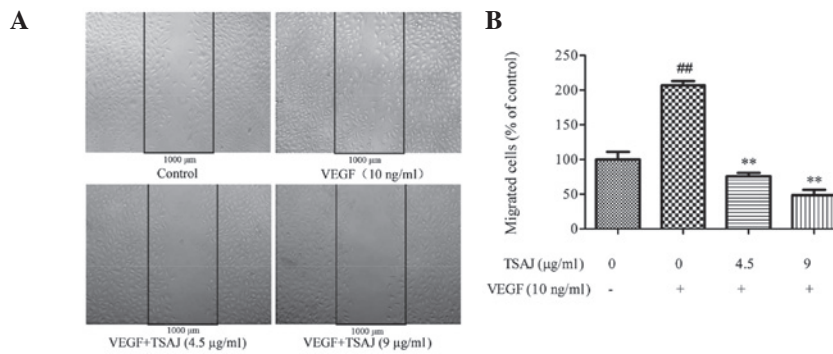 A
1000 μm
Control
1000 μm
VEGF（10 ng/ml）
1000 μm
VEGF+TSAJ (4.5 μg/ml)
1000 μm
VEGF+TSAJ (9 μg/ml)
B
Migrated cells (% of control)
250
200
150
100
50
0
##
**
**
TSAJ (μg/ml) 0 0 4.5 9
VEGF (10 ng/ml) - + + +